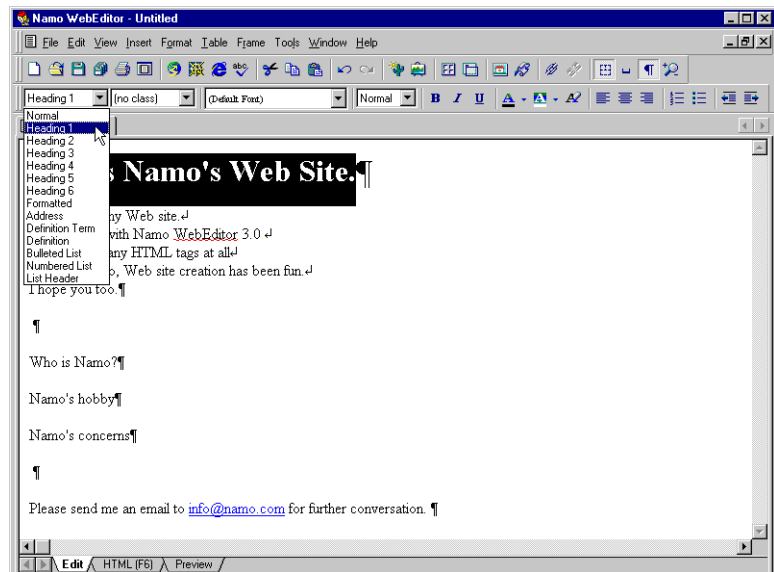 Namo WebEditor - Untitled
File Edit View Insert Format Table Frame Tools Window Help
Heading 1 (no class) (Default Font) Normal B I U A A A
Normal
Heading 1
Heading 2
Heading 3
Heading 4
Heading 5
Heading 6
Formatted
Address
Definition Term
Definition
Bulleted List
Numbered List
List Header
s Namo's Web Site.¶
ny Web site.↵
with Namo WebEditor 3.0 ↵
any HTML tags at all↵
o, Web site creation has been fun.↵
I hope you too.¶
¶
Who is Namo?¶
Namo's hobby¶
Namo's concerns¶
¶
Please send me an email to info@namo.com for further conversation. ¶
Edit HTML (F6) Preview